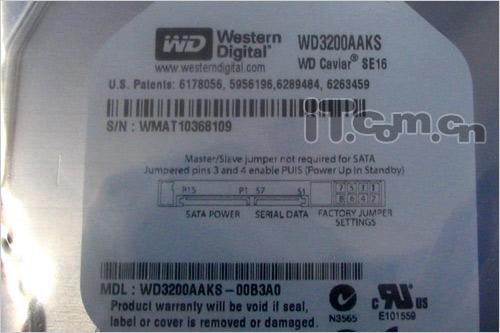 WD Western Digital® WD3200AAKS
www.westerndigital.com WD Caviar® SE16
U.S. Patents: 6178056, 5956196,6289484, 6263459
S/N: WMAT10368109
iT.com.cn
Master/Slave jumper not required for SATA
Jumpered pins 3 and 4 enable PUIS (Power Up In Standby)
P15 P1 S7 S1 7 5 3 1
8 6 4 2
SATA POWER SERIAL DATA FACTORY JUMPER
SETTINGS
MDL: WD3200AAKS-00B3A0
Product warranty will be void if seal,
label or cover is removed or damaged.
N3565 E101559